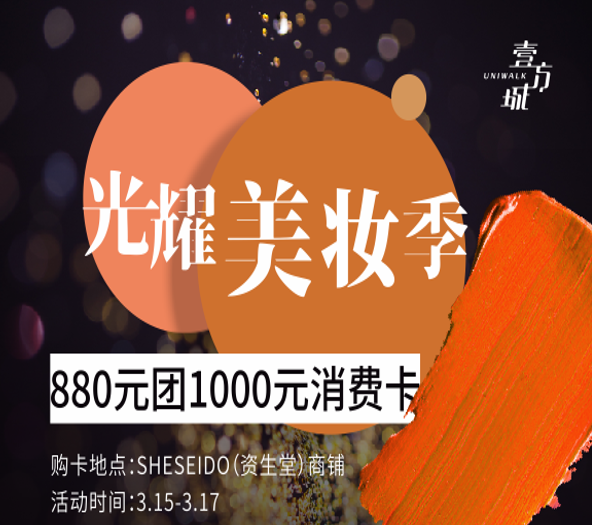 壹方城
UNIWALK
光耀美妆季
880元团1000元消费卡
购卡地点:SHESEIDO(资生堂)商铺
活动时间:3.15-3.17